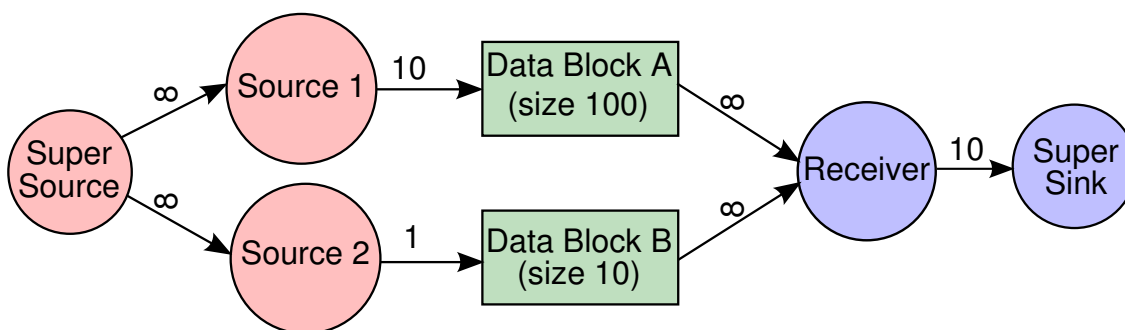 Super
Source
∞
∞
Source 1
Source 2
10
1
Data Block A
(size 100)
Data Block B
(size 10)
∞
∞
Receiver
10
Super
Sink